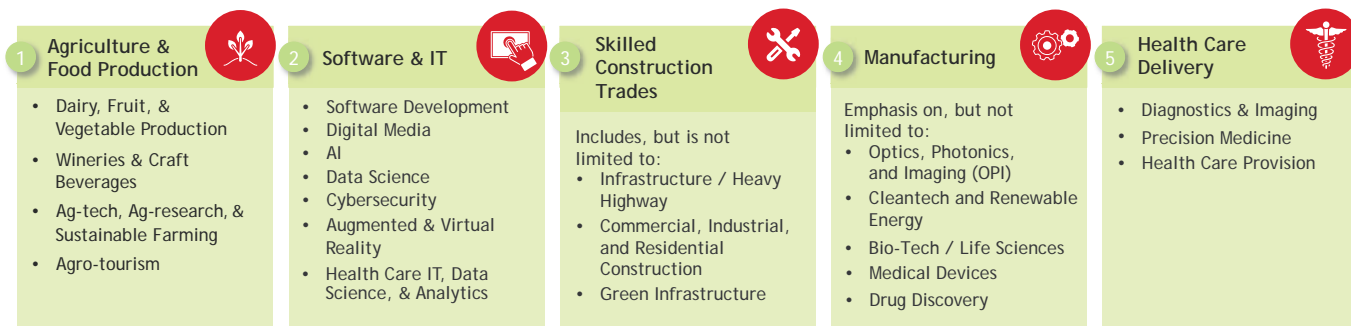 1
Agriculture &
Food Production
• Dairy, Fruit, &
Vegetable Production
• Wineries & Craft
Beverages
• Ag-tech, Ag-research, &
Sustainable Farming
• Agro-tourism
2
Software & IT
• Software Development
• Digital Media
• AI
• Data Science
• Cybersecurity
• Augmented & Virtual
Reality
• Health Care IT, Data
Science, & Analytics
3
Skilled
Construction
Trades
Includes, but is not
limited to:
• Infrastructure / Heavy
Highway
• Commercial, Industrial,
and Residential
Construction
• Green Infrastructure
4
Manufacturing
Emphasis on, but not
limited to:
• Optics, Photonics,
and Imaging (OPI)
• Cleantech and Renewable
Energy
• Bio-Tech / Life Sciences
• Medical Devices
• Drug Discovery
5
Health Care
Delivery
• Diagnostics & Imaging
• Precision Medicine
• Health Care Provision